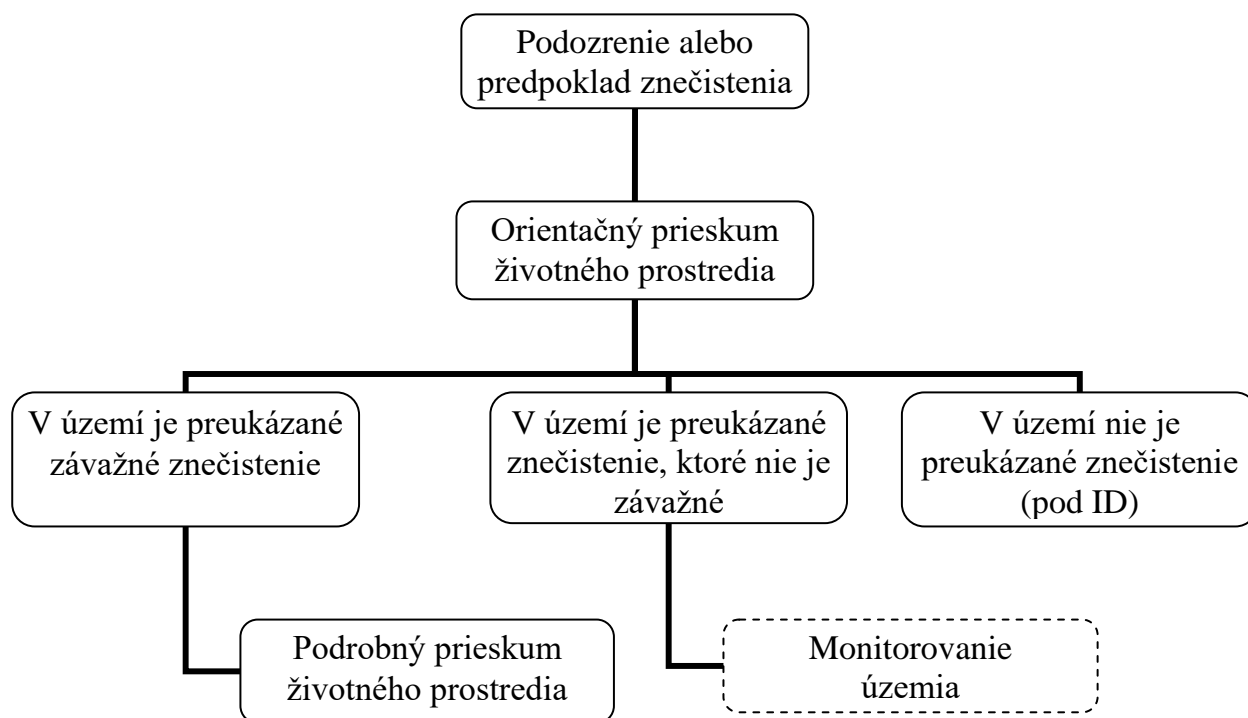 Podozrenie alebo
predpoklad znečistenia
Orientačný prieskum
životného prostredia
V území je preukázané
závažné znečistenie
V území je preukázané
znečistenie, ktoré nie je
závažné
V území nie je
preukázané znečistenie
(pod ID)
Podrobný prieskum
životného prostredia
Monitorovanie
územia